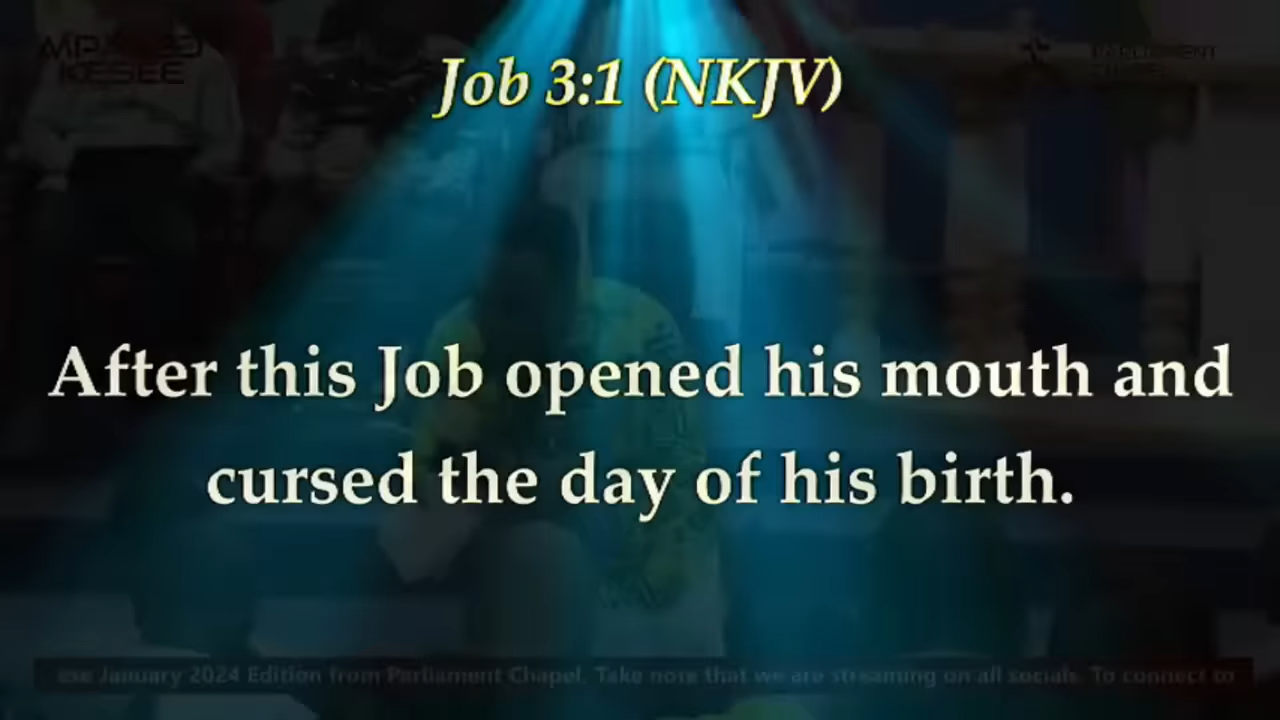 Job 3:1 (NKJV)
After this Job opened his mouth and
cursed the day of his birth.
January 2024 Edition from Parliament Chapel. Take note that we are streaming on all socials. To connect to